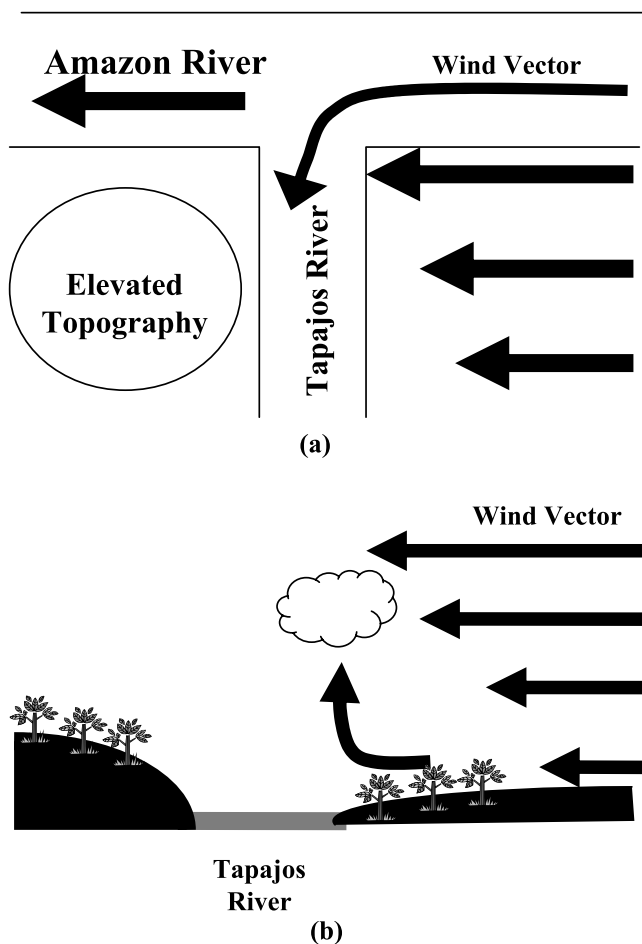 Amazon River
Wind Vector
Elevated
Topography
Tapajos River
(a)
Wind Vector
Tapajos
River
(b)